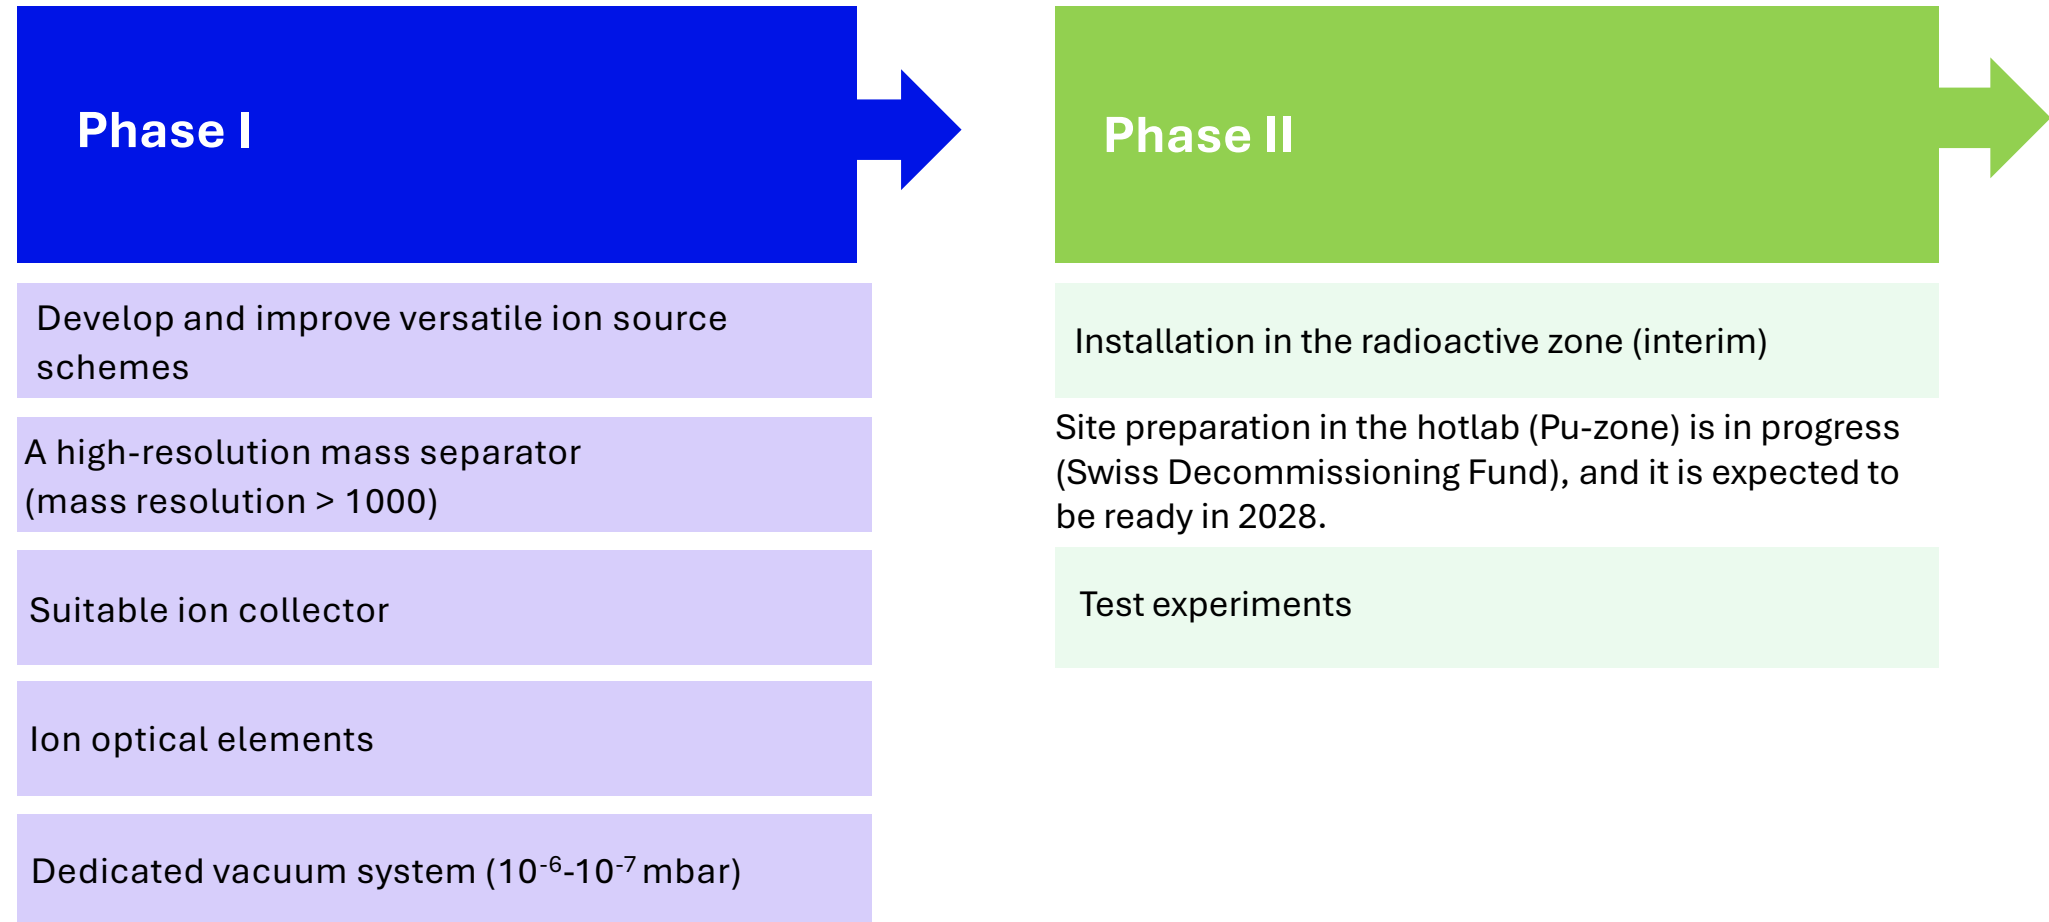 Phase I
Develop and improve versatile ion source
schemes
A high-resolution mass separator
(mass resolution > 1000)
Suitable ion collector
Ion optical elements
Dedicated vacuum system (10⁻⁶-10⁻⁷ mbar)
Phase II
Installation in the radioactive zone (interim)
Site preparation in the hotlab (Pu-zone) is in progress
(Swiss Decommissioning Fund), and it is expected to
be ready in 2028.
Test experiments